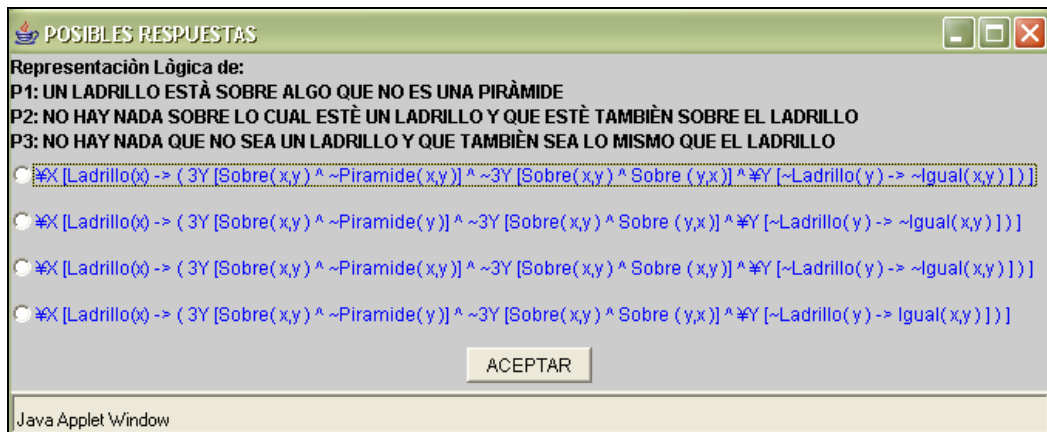 POSIBLES RESPUESTAS
Representaciòn Lògica de:
P1: UN LADRILLO ESTÀ SOBRE ALGO QUE NO ES UNA PIRÀMIDE
P2: NO HAY NADA SOBRE LO CUAL ESTÈ UN LADRILLO Y QUE ESTÈ TAMBIÈN SOBRE EL LADRILLO
P3: NO HAY NADA QUE NO SEA UN LADRILLO Y QUE TAMBIÈN SEA LO MISMO QUE EL LADRILLO
¥X [Ladrillo(x) -> ( 3Y [Sobre( x,y ) ^ ~Piramide( x,y )] ^ ~3Y [Sobre( x,y ) ^ Sobre ( y,x )] ^ ¥Y [~Ladrillo( y ) -> ~Igual( x,y ) ] ) ]
¥X [Ladrillo(x) -> ( 3Y [Sobre( x,y ) ^ ~Piramide( y )] ^ ~3Y [Sobre( x,y ) ^ Sobre ( y,x )] ^ ¥Y [~Ladrillo( y ) -> ~Igual( x,y ) ] ) ]
¥X [Ladrillo(x) -> ( 3Y [Sobre( x,y ) ^ ~Piramide( x,y )] ^ ~3Y [Sobre( x,y ) ^ Sobre ( x,y )] ^ ¥Y [~Ladrillo( y ) -> ~Igual( x,y ) ] ) ]
¥X [Ladrillo(x) -> ( 3Y [Sobre( x,y ) ^ ~Piramide( y )] ^ ~3Y [Sobre( x,y ) ^ Sobre ( y,x )] ^ ¥Y [~Ladrillo( y ) -> Igual( x,y ) ] ) ]
ACEPTAR
Java Applet Window